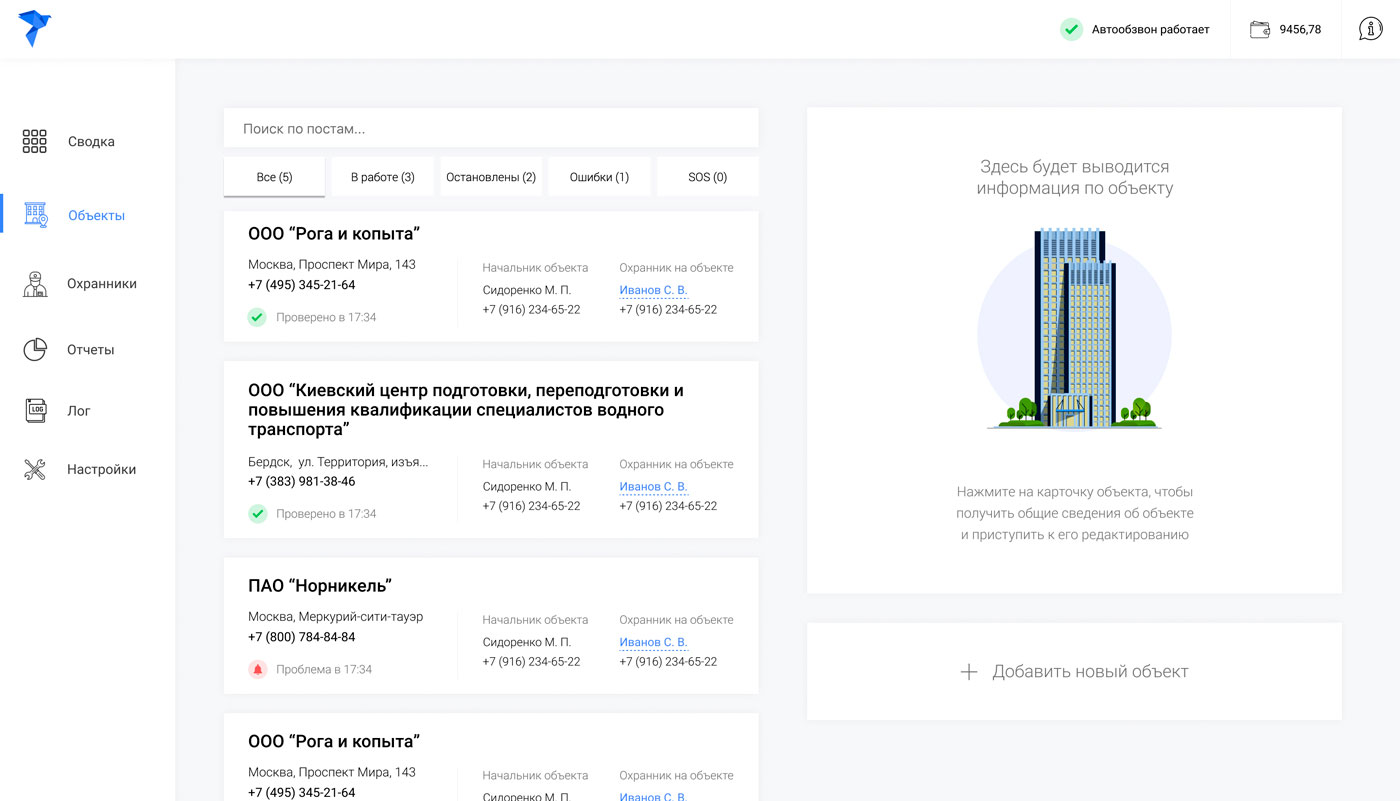 Автообзвон работает
9456,78
Сводка
Объекты
Охранники
Отчеты
LOG
Лог
Настройки
Поиск по постам...
Все (5)
В работе (3)
Остановлены (2)
Ошибки (1)
SOS (0)
ООО “Рога и копыта”
Москва, Проспект Мира, 143
+7 (495) 345-21-64
Проверено в 17:34
Начальник объекта
Сидоренко М. П.
+7 (916) 234-65-22
Охранник на объекте
Иванов С. В.
+7 (916) 234-65-22
ООО “Киевский центр подготовки, переподготовки и
повышения квалификации специалистов водного
транспорта”
Бердск, ул. Территория, изъя...
+7 (383) 981-38-46
Проверено в 17:34
Начальник объекта
Сидоренко М. П.
+7 (916) 234-65-22
Охранник на объекте
Иванов С. В.
+7 (916) 234-65-22
ПАО “Норникель”
Москва, Меркурий-сити-тауэр
+7 (800) 784-84-84
Проблема в 17:34
Начальник объекта
Сидоренко М. П.
+7 (916) 234-65-22
Охранник на объекте
Иванов С. В.
+7 (916) 234-65-22
ООО “Рога и копыта”
Москва, Проспект Мира, 143
+7 (495) 345-21-64
Начальник объекта
Сидоренко М. П.
Охранник на объекте
Иванов С. В.
Здесь будет выводится
информация по объекту
Нажмите на карточку объекта, чтобы
получить общие сведения об объекте
и приступить к его редактированию
Добавить новый объект